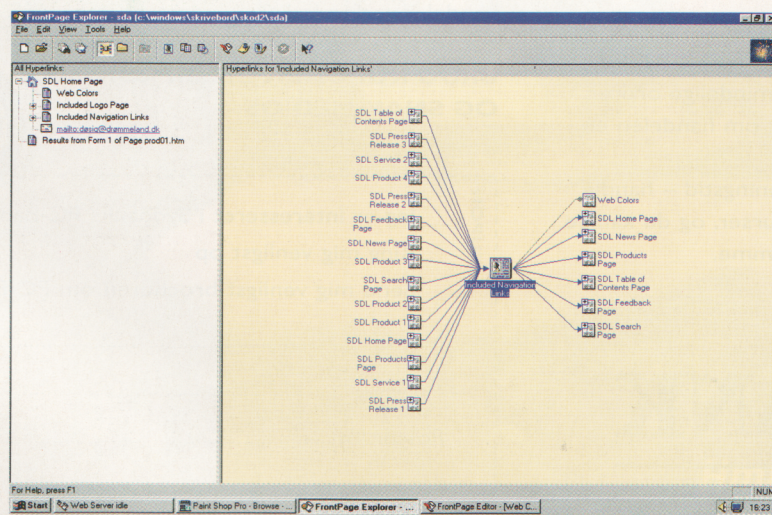 FrontPage Explorer - sda (c:\windows\skrivebord\skod2\sda)
File Edit View Tools Help
All Hyperlinks:
SDL Home Page
Web Colors
Included Logo Page
Included Navigation Links
mailto:døsig@drømmeland.dk
Results from Form 1 of Page prod01.htm
Hyperlinks for 'Included Navigation Links'
SDL Table of
Contents Page
SDL Press
Release 3
SDL Service 2
SDL Product 4
SDL Press
Release 2
SDL Feedback
Page
SDL News Page
SDL Product 3
SDL Search
Page
SDL Product 2
SDL Product 1
SDL Home Page
SDL Products
Page
SDL Service 1
SDL Press
Release 1
Included Navigation
Links
Web Colors
SDL Home Page
SDL News Page
SDL Products
Page
SDL Table of
Contents Page
SDL Feedback
Page
SDL Search
Page
For Help, press F1
NUM
Start
Web Server idle
Paint Shop Pro - Browse - ...
FrontPage Explorer - ...
FrontPage Editor - [Web C...
16:23